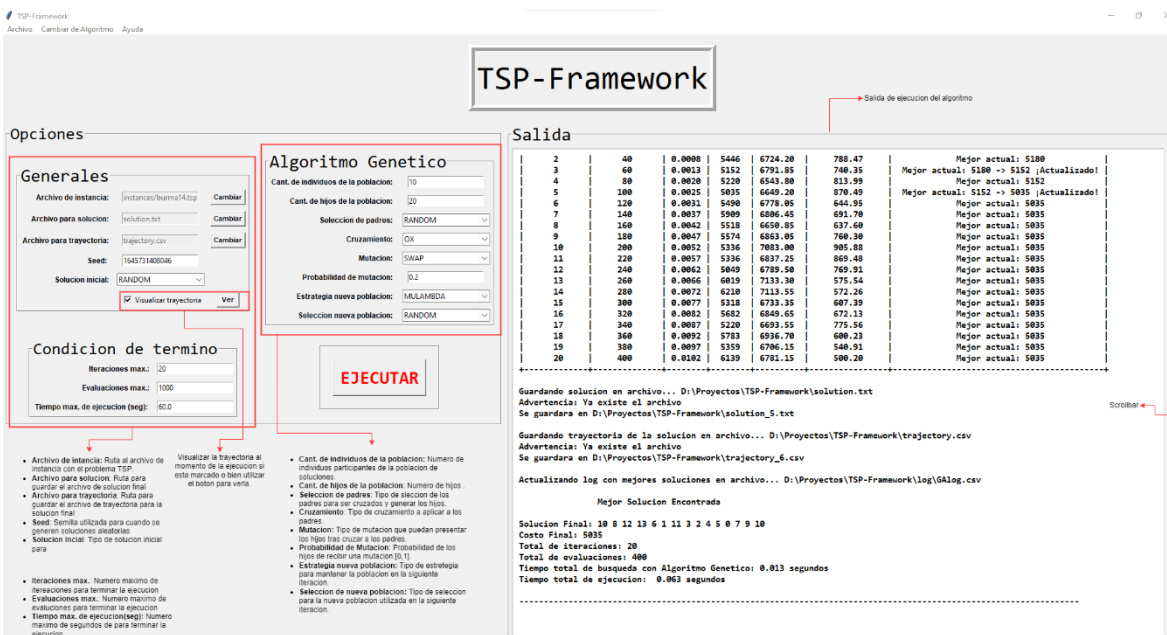 TSP-Framework
Archivo Cambiar de Algoritmo Ayuda
TSP-Framework
Salida de ejecucion del algoritmo
Opciones
Generales
Archivo de instancia: instances/burma14.tsp Cambiar
Archivo para solucion: solution.txt Cambiar
Archivo para trayectoria: trajectory.csv Cambiar
Seed: 1645731408046
Solucion inicial: RANDOM
Visualizar trayectoria Ver
Condicion de termino
Iteraciones max.: 20
Evaluaciones max.: 1000
Tiempo max. de ejecucion (seg): 60.0
Algoritmo Genetico
Cant. de individuos de la poblacion: 10
Cant. de hijos de la poblacion: 20
Seleccion de padres: RANDOM
Cruzamiento: OX
Mutacion: SWAP
Probabilidad de mutacion: 0.2
Estrategia nueva poblacion: MULAMBDA
Seleccion nueva poblacion: RANDOM
EJECUTAR
• Archivo de intancia: Ruta al archivo de
instancia con el problema TSP.
• Archivo para solucion: Ruta para
guardar el archivo de solucion final
• Archivo para trayectoria: Ruta para
guardar el archivo de trayectoria para la
solucion final
• Seed: Semilla utilizada para cuando se
generen soluciones aleatorias
• Solucion Incial: Tipo de solucion inicial
para
• Iteraciones max.: Numero maximo de
itereaciones para terminar la ejecucion
• Evaluaciones max.: Numero maximo de
evaluciones para terminar la ejecucion
• Tiempo max. de ejecucion(seg): Numero
maximo de segundos de para terminar la
ejecucion
Visualizar la trayectoria al
momento de la ejecucion si
esta marcado o bien utilizar
el boton para verla.
• Cant. de individuos de la poblacion: Numero de
individuos participantes de la poblacion de
soluciones.
• Cant. de hijos de la poblacion: Numero de hijos .
• Seleccion de padres: Tipo de sleccion de los
padres para ser cruzados y generar los hijos.
• Cruzamiento: Tipo de cruzamiento a aplicar a los
padres.
• Mutacion: Tipo de mutacion que puedan presentar
los hijos tras cruzar a los padres.
• Probabilidad de Mutacion: Probabilidad de los
hijos de recibir una mutacion [0,1].
• Estrategia nueva poblacion: Tipo de estretegia
para mantener la poblacion en la siguiente
iteracion.
• Seleccion de nueva poblacion: Tipo de seleccion
para la nueva poblacion utilizada en la siguiente
iteracion.
Salida
| 2 | 40 | 0.0008 | 5446 | 6724.20 | 788.47 | Mejor actual: 5180 |
| 3 | 60 | 0.0013 | 5152 | 6791.85 | 740.35 | Mejor actual: 5180 -> 5152 ¡Actualizado! |
| 4 | 80 | 0.0020 | 5220 | 6543.80 | 813.99 | Mejor actual: 5152 |
| 5 | 100 | 0.0025 | 5035 | 6649.20 | 870.49 | Mejor actual: 5152 -> 5035 ¡Actualizado! |
| 6 | 120 | 0.0031 | 5490 | 6778.05 | 644.95 | Mejor actual: 5035 |
| 7 | 140 | 0.0037 | 5909 | 6806.45 | 691.70 | Mejor actual: 5035 |
| 8 | 160 | 0.0042 | 5518 | 6650.85 | 637.60 | Mejor actual: 5035 |
| 9 | 180 | 0.0047 | 5574 | 6863.05 | 760.30 | Mejor actual: 5035 |
| 10 | 200 | 0.0052 | 5336 | 7083.00 | 905.88 | Mejor actual: 5035 |
| 11 | 220 | 0.0057 | 5336 | 6837.25 | 869.48 | Mejor actual: 5035 |
| 12 | 240 | 0.0062 | 5049 | 6789.50 | 769.91 | Mejor actual: 5035 |
| 13 | 260 | 0.0066 | 6019 | 7133.30 | 575.54 | Mejor actual: 5035 |
| 14 | 280 | 0.0072 | 6210 | 7113.55 | 572.26 | Mejor actual: 5035 |
| 15 | 300 | 0.0077 | 5318 | 6733.35 | 607.39 | Mejor actual: 5035 |
| 16 | 320 | 0.0082 | 5682 | 6849.65 | 672.13 | Mejor actual: 5035 |
| 17 | 340 | 0.0087 | 5220 | 6693.55 | 775.56 | Mejor actual: 5035 |
| 18 | 360 | 0.0092 | 5783 | 6936.70 | 600.23 | Mejor actual: 5035 |
| 19 | 380 | 0.0097 | 5359 | 6706.15 | 540.91 | Mejor actual: 5035 |
| 20 | 400 | 0.0102 | 6139 | 6781.15 | 500.20 | Mejor actual: 5035 |
Guardando solucion en archivo... D:\Proyectos\TSP-Framework\solution.txt
Advertencia: Ya existe el archivo
Se guardara en D:\Proyectos\TSP-Framework\solution_5.txt
Guardando trayectoria de la solucion en archivo... D:\Proyectos\TSP-Framework\trajectory.csv
Advertencia: Ya existe el archivo
Se guardara en D:\Proyectos\TSP-Framework\trajectory_6.csv
Actualizando log con mejores soluciones en archivo... D:\Proyectos\TSP-Framework\log\GAlog.csv
Mejor Solucion Encontrada
Solucion Final: 10 8 12 13 6 1 11 3 2 4 5 0 7 9 10
Costo Final: 5035
Total de iteraciones: 20
Total de evaluaciones: 400
Tiempo total de busqueda con Algoritmo Genetico: 0.013 segundos
Tiempo total de ejecucion: 0.063 segundos
Scrollbar